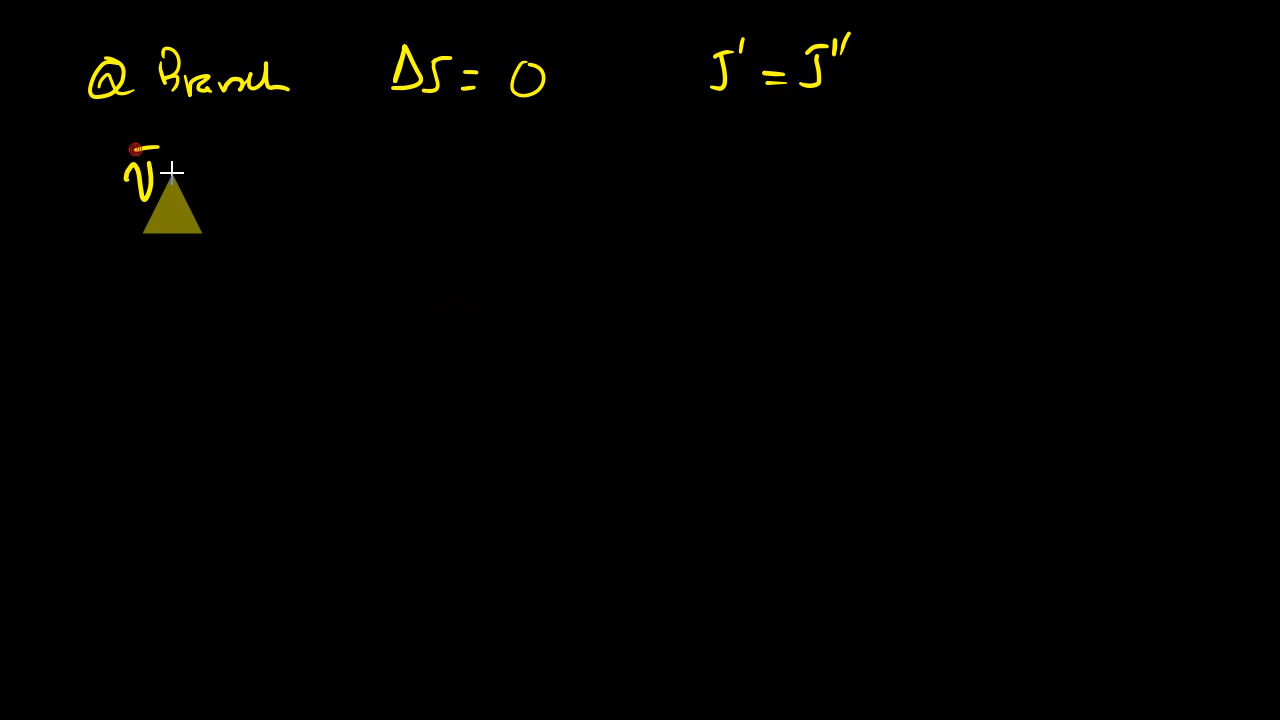 Q Branch ΔJ = 0 J' = J''
ν̅